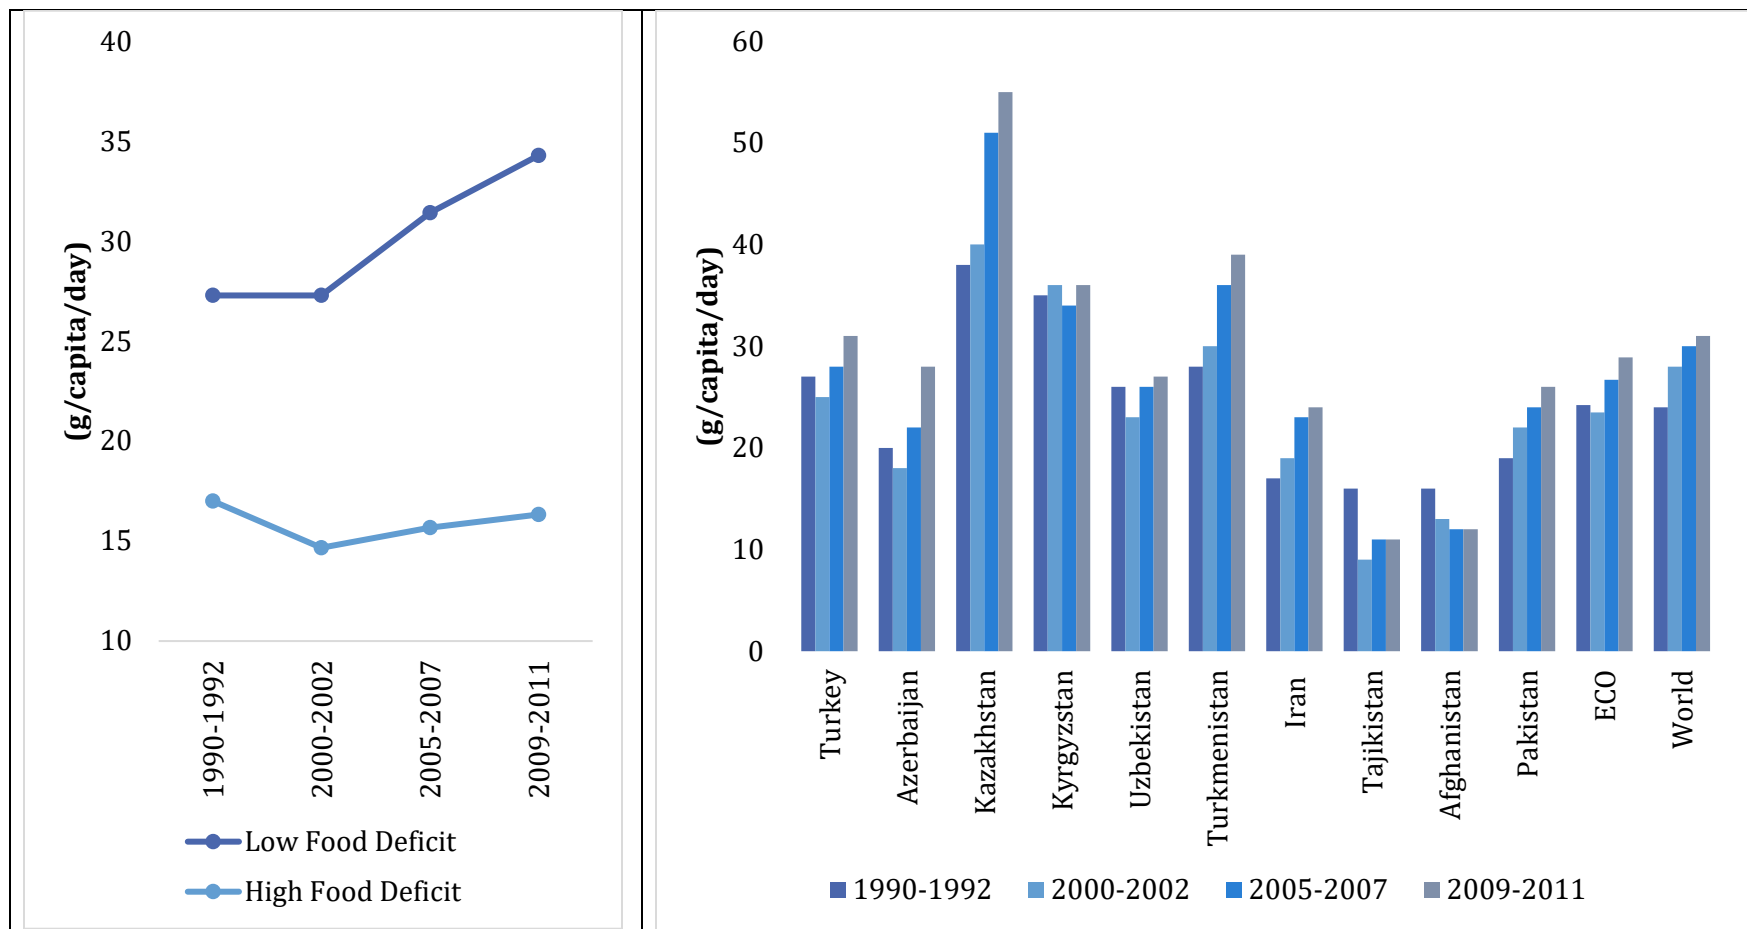 40
35
30
25
20
15
10
(g/capita/day)
1990-1992
2000-2002
2005-2007
2009-2011
Low Food Deficit
High Food Deficit
60
50
40
30
20
10
0
(g/capita/day)
Turkey
Azerbaijan
Kazakhstan
Kyrgyzstan
Uzbekistan
Turkmenistan
Iran
Tajikistan
Afghanistan
Pakistan
ECO
World
1990-1992 2000-2002 2005-2007 2009-2011